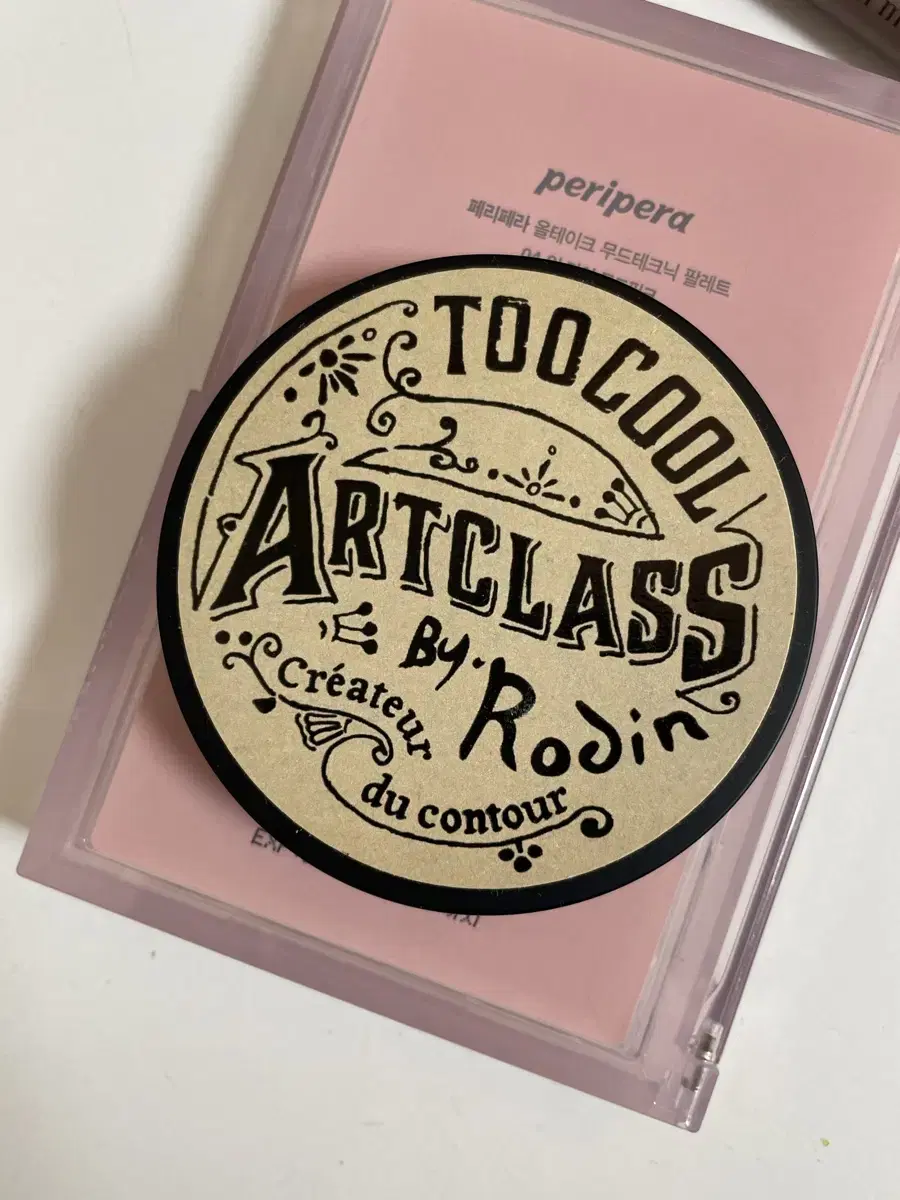 peripera
페리페라 올테이크 무드테크닉 팔레트
TOO COOL
ARTCLASS
BY. Rodin
Créateur
du contour